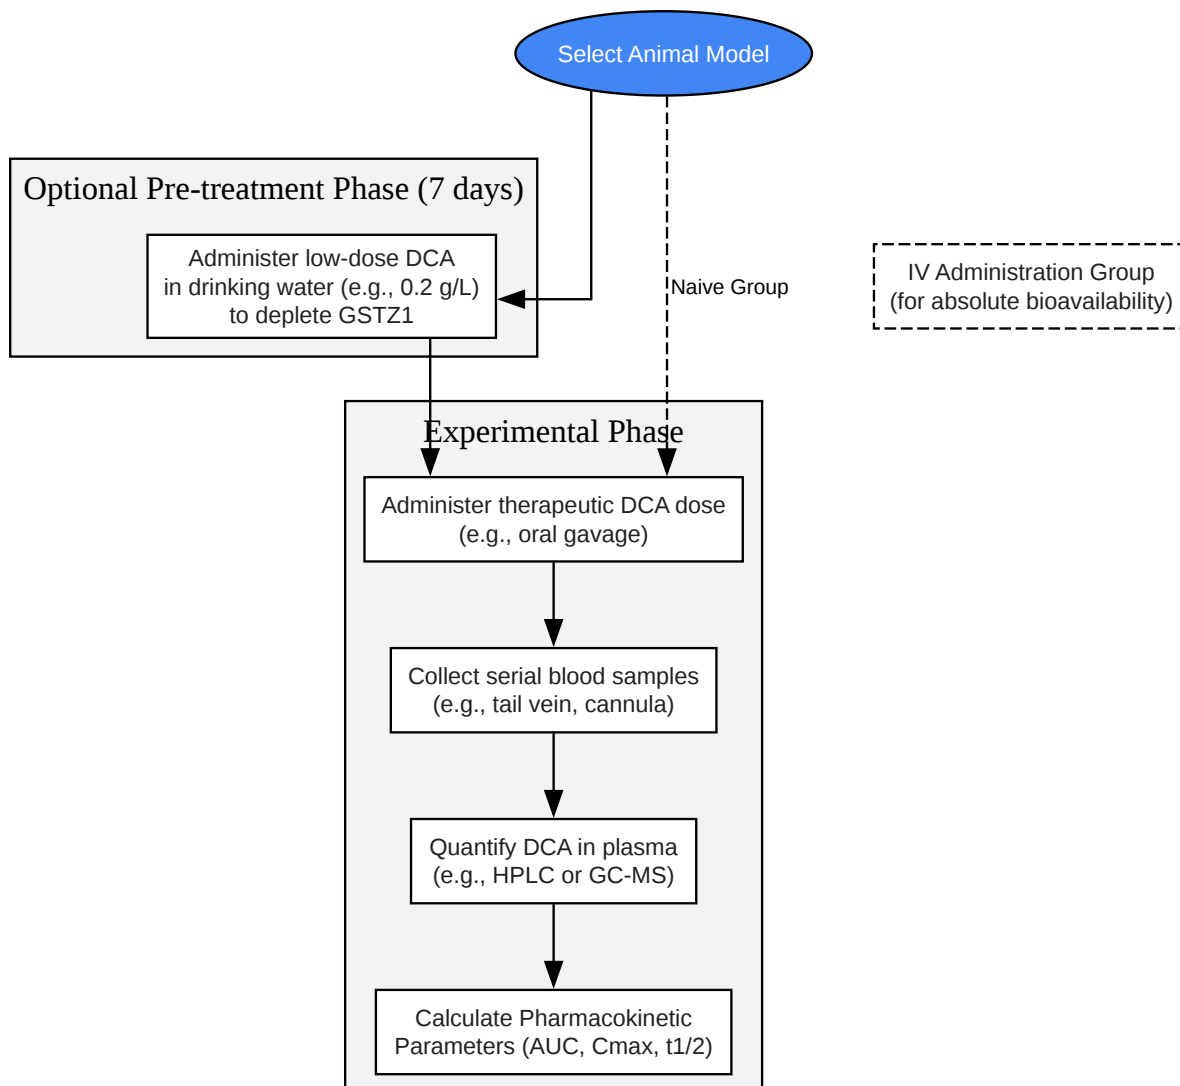 Select Animal Model
Optional Pre-treatment Phase (7 days)
Administer low-dose DCA
in drinking water (e.g., 0.2 g/L)
to deplete GSTZ1
Naive Group
IV Administration Group
(for absolute bioavailability)
Experimental Phase
Administer therapeutic DCA dose
(e.g., oral gavage)
Collect serial blood samples
(e.g., tail vein, cannula)
Quantify DCA in plasma
(e.g., HPLC or GC-MS)
Calculate Pharmacokinetic
Parameters (AUC, Cmax, t1/2)